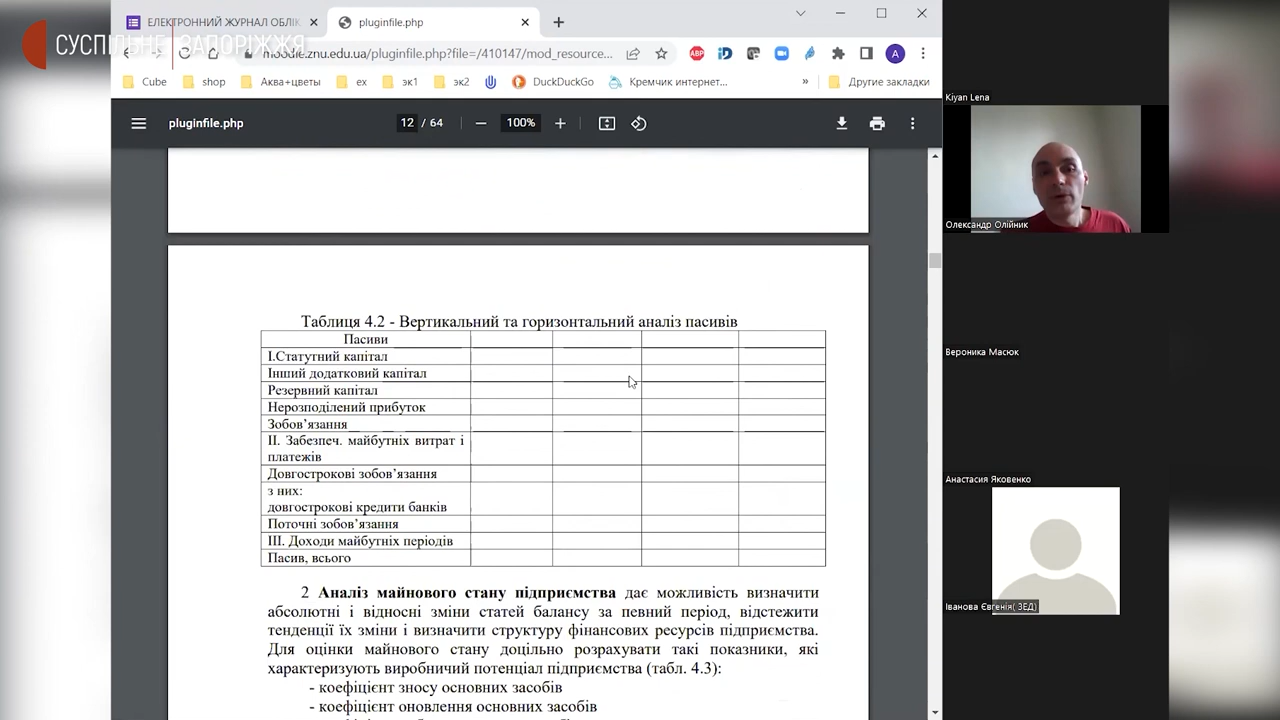 СУСПІЛЬНЕ ЗАПОРІЖЖЯ
ЕЛЕКТРОННИЙ ЖУРНАЛ ОБЛІК
pluginfile.php
moodle.znu.edu.ua/pluginfile.php?file=/410147/mod_resource...
ABP
A
Cube
shop
Аква+цветы
ex
эк1
эк2
DuckDuckGo
Кремчик интернет...
»
Другие закладки
pluginfile.php
12 / 64
100%
Таблиця 4.2 - Вертикальний та горизонтальний аналіз пасивів
Пасиви
І.Статутний капітал
Інший додатковий капітал
Резервний капітал
Нерозподілений прибуток
Зобов’язання
ІІ. Забезпеч. майбутніх витрат і
платежів
Довгострокові зобов’язання
з них:
довгострокові кредити банків
Поточні зобов’язання
ІІІ. Доходи майбутніх періодів
Пасив, всього
2 Аналіз майнового стану підприємства дає можливість визначити
абсолютні і відносні зміни статей балансу за певний період, відстежити
тенденції їх зміни і визначити структуру фінансових ресурсів підприємства.
Для оцінки майнового стану доцільно розрахувати такі показники, які
характеризують виробничий потенціал підприємства (табл. 4.3):
- коефіцієнт зносу основних засобів
- коефіцієнт оновлення основних засобів
Kiyan Lena
Олександр Олійник
Вероника Масюк
Анастасия Яковенко
Іванова Євгенія( ЗЕД)